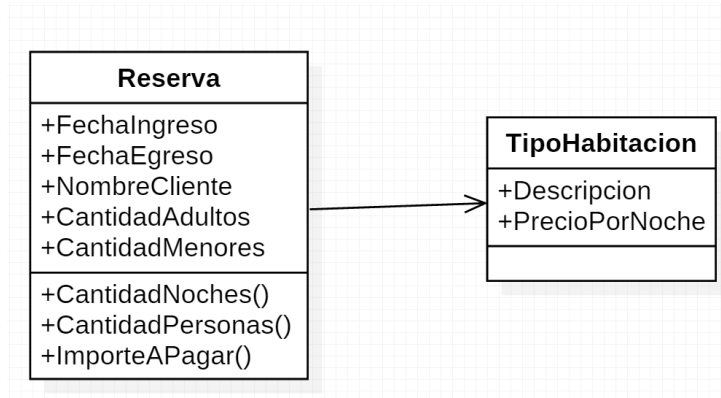 Reserva
+FechaIngreso
+FechaEgreso
+NombreCliente
+CantidadAdultos
+CantidadMenores
+CantidadNoches()
+CantidadPersonas()
+ImporteAPagar()
TipoHabitacion
+Descripcion
+PrecioPorNoche